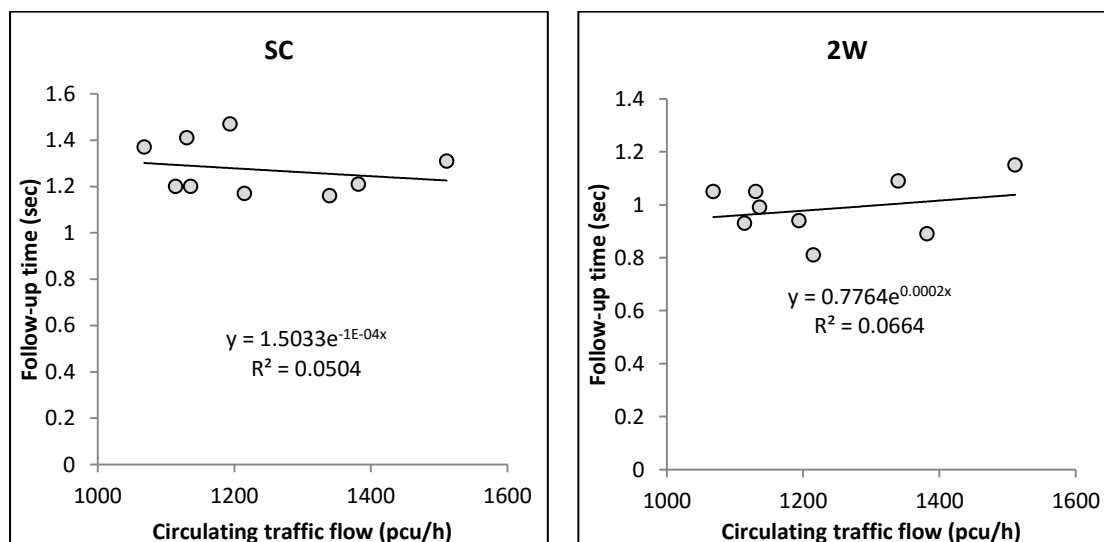 SC
1.6
1.4
1.2
1
0.8
0.6
0.4
0.2
0
Follow-up time (sec)
y = 1.5033e^-1E-04x
R² = 0.0504
1000 1200 1400 1600
Circulating traffic flow (pcu/h)
2W
1.4
1.2
1
0.8
0.6
0.4
0.2
0
Follow-up time (sec)
y = 0.7764e^0.0002x
R² = 0.0664
1000 1200 1400 1600
Circulating traffic flow (pcu/h)